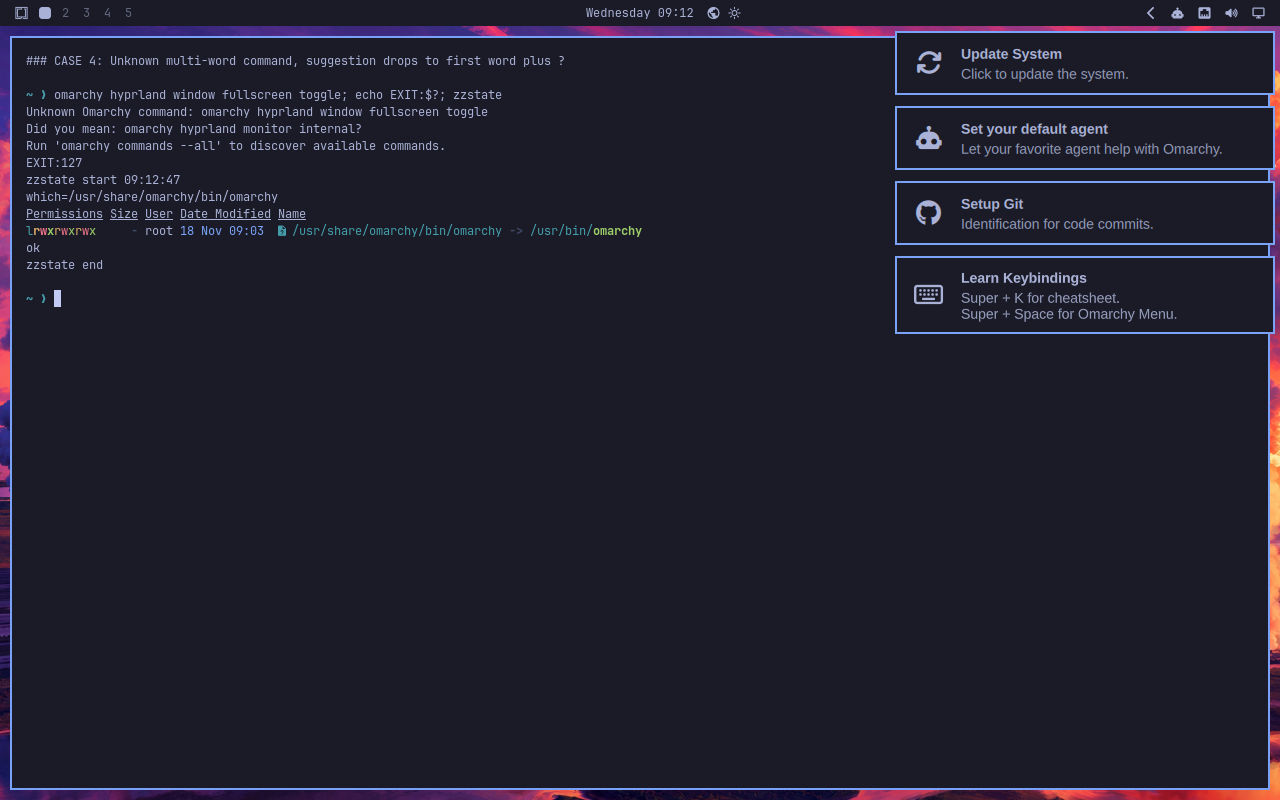 2 3 4 5
Wednesday 09:12
### CASE 4: Unknown multi-word command, suggestion drops to first word plus ?
~ ❯ omarchy hyprland window fullscreen toggle; echo EXIT:$?; zzstate
Unknown Omarchy command: omarchy hyprland window fullscreen toggle
Did you mean: omarchy hyprland monitor internal?
Run 'omarchy commands --all' to discover available commands.
EXIT:127
zzstate start 09:12:47
which=/usr/share/omarchy/bin/omarchy
Permissions Size User Date Modified Name
lrwxrwxrwx - root 18 Nov 09:03 /usr/share/omarchy/bin/omarchy -> /usr/bin/omarchy
ok
zzstate end
~ ❯
Update System
Click to update the system.
Set your default agent
Let your favorite agent help with Omarchy.
Setup Git
Identification for code commits.
Learn Keybindings
Super + K for cheatsheet.
Super + Space for Omarchy Menu.